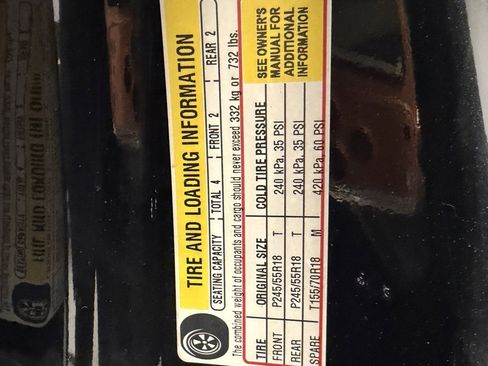 TIRE AND LOADING INFORMATION
SEATING CAPACITY TOTAL 4 FRONT 2 REAR 2
The combined weight of occupants and cargo should never exceed 332 kg or 732 lbs.
TIRE ORIGINAL SIZE COLD TIRE PRESSURE
FRONT P245/55R18 T 240 kPa, 35 PSI
REAR P245/55R18 T 240 kPa, 35 PSI
SPARE T155/70R18 M 420 kPa, 60 PSI
SEE OWNER'S
MANUAL FOR
ADDITIONAL
INFORMATION